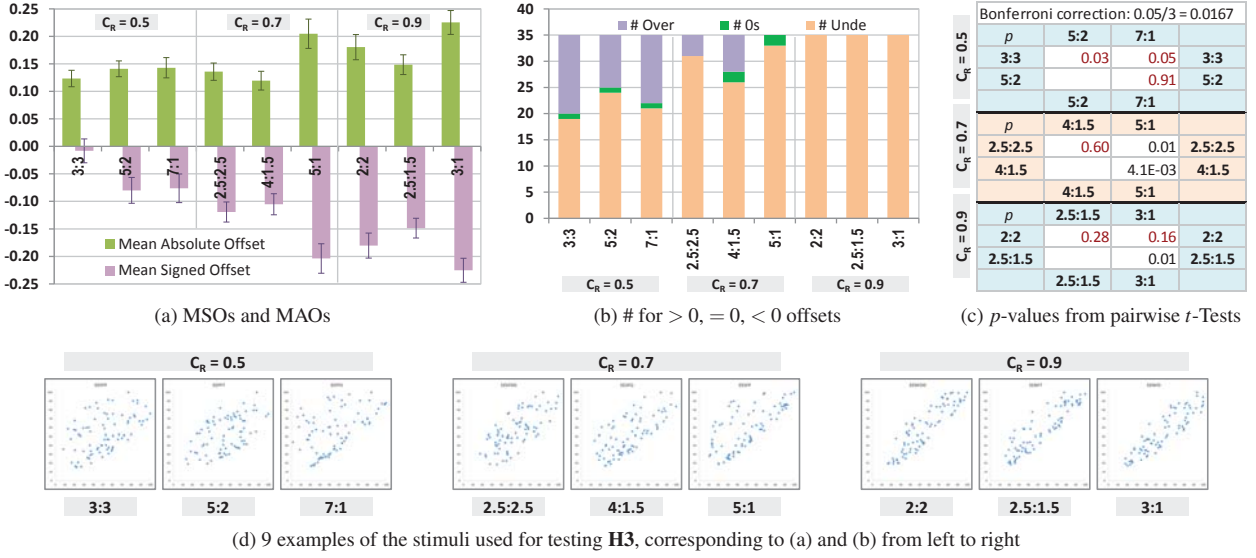 C_R = 0.5 C_R = 0.7 C_R = 0.9
0.25
0.20
0.15
0.10
0.05
0.00
-0.05
-0.10
-0.15
-0.20
-0.25
3:3 5:2 7:1 2.5:2.5 4:1.5 5:1 2:2 2.5:1.5 3:1
Mean Absolute Offset
Mean Signed Offset
(a) MSOs and MAOs
# Over # 0s # Unde
40
35
30
25
20
15
10
5
0
3:3 5:2 7:1 2.5:2.5 4:1.5 5:1 2:2 2.5:1.5 3:1
C_R = 0.5 C_R = 0.7 C_R = 0.9
(b) # for > 0, = 0, < 0 offsets
Bonferroni correction: 0.05/3 = 0.0167
C_R = 0.5
p 5:2 7:1
3:3 0.03 0.05 3:3
5:2 0.91 5:2
5:2 7:1
C_R = 0.7
p 4:1.5 5:1
2.5:2.5 0.60 0.01 2.5:2.5
4:1.5 4.1E-03 4:1.5
4:1.5 5:1
C_R = 0.9
p 2.5:1.5 3:1
2:2 0.28 0.16 2:2
2.5:1.5 0.01 2.5:1.5
2.5:1.5 3:1
(c) p-values from pairwise t-Tests
C_R = 0.5 C_R = 0.7 C_R = 0.9
3:3 5:2 7:1 2.5:2.5 4:1.5 5:1 2:2 2.5:1.5 3:1
(d) 9 examples of the stimuli used for testing H3, corresponding to (a) and (b) from left to right